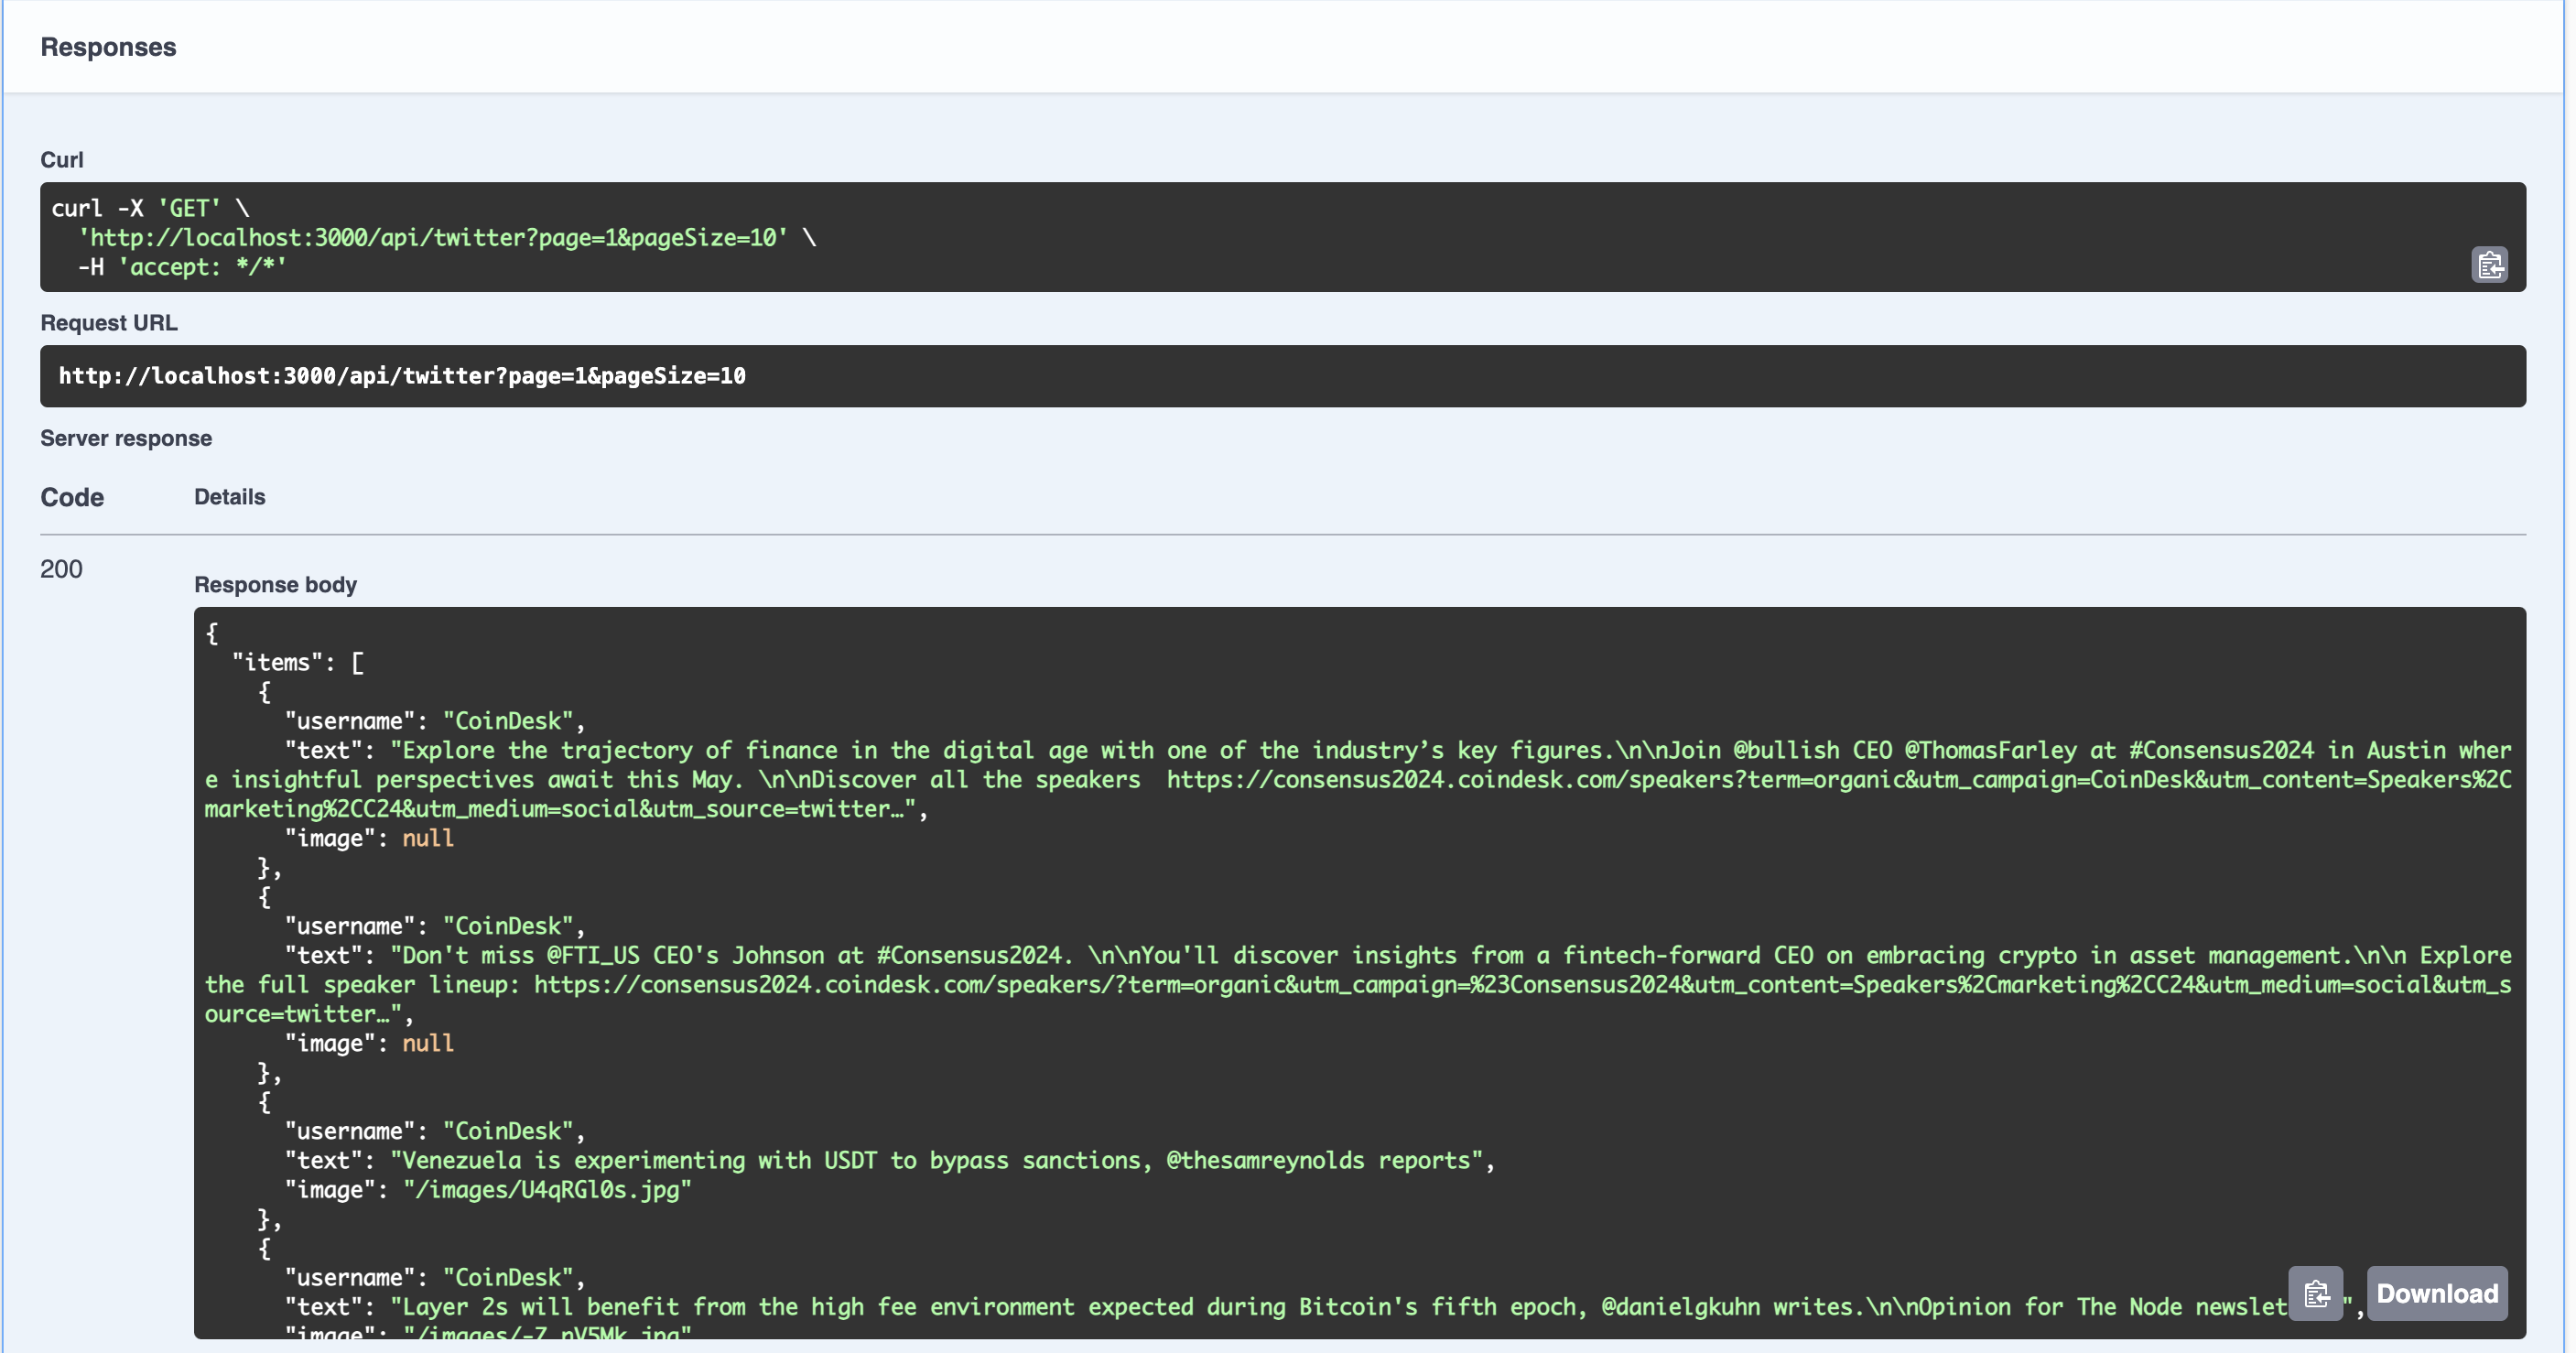 Responses
Curl
curl -X 'GET' \
'http://localhost:3000/api/twitter?page=1&pageSize=10' \
-H 'accept: */*'
Request URL
http://localhost:3000/api/twitter?page=1&pageSize=10
Server response
Code Details
200
Response body
{
"items": [
{
"username": "CoinDesk",
"text": "Explore the trajectory of finance in the digital age with one of the industry’s key figures.\n\nJoin @bullish CEO @ThomasFarley at #Consensus2024 in Austin wher
e insightful perspectives await this May. \n\nDiscover all the speakers  https://consensus2024.coindesk.com/speakers?term=organic&utm_campaign=CoinDesk&utm_content=Speakers%2C
marketing%2CC24&utm_medium=social&utm_source=twitter…",
"image": null
},
{
"username": "CoinDesk",
"text": "Don't miss @FTI_US CEO's Johnson at #Consensus2024. \n\nYou'll discover insights from a fintech-forward CEO on embracing crypto in asset management.\n\n Explore
the full speaker lineup: https://consensus2024.coindesk.com/speakers/?term=organic&utm_campaign=%23Consensus2024&utm_content=Speakers%2Cmarketing%2CC24&utm_medium=social&utm_s
ource=twitter…",
"image": null
},
{
"username": "CoinDesk",
"text": "Venezuela is experimenting with USDT to bypass sanctions, @thesamreynolds reports",
"image": "/images/U4qRGl0s.jpg"
},
{
"username": "CoinDesk",
"text": "Layer 2s will benefit from the high fee environment expected during Bitcoin's fifth epoch, @danielgkuhn writes.\n\nOpinion for The Node newslet ",
Download
"image": "/images/-Z_nV5Mk.jpg"